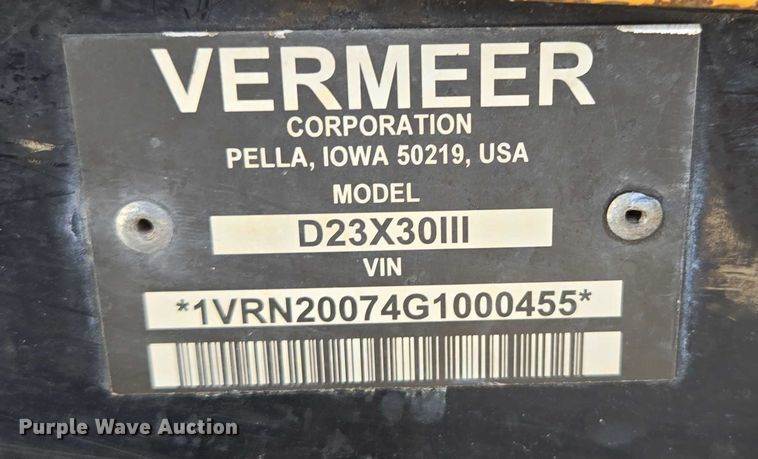 VERMEER
CORPORATION
PELLA, IOWA 50219, USA
MODEL
D23X30III
VIN
*1VRN20074G1000455*
Purple Wave Auction